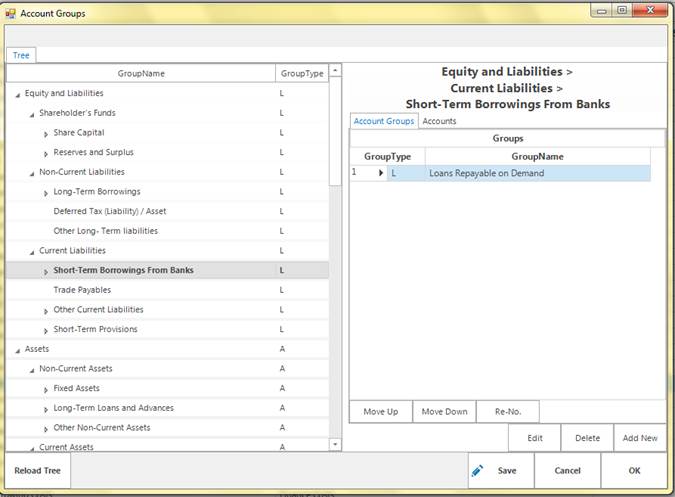 Account Groups
Tree
GroupName GroupType
Equity and Liabilities L
Shareholder's Funds L
Share Capital L
Reserves and Surplus L
Non-Current Liabilities L
Long-Term Borrowings L
Deferred Tax (Liability) / Asset L
Other Long- Term liabilities L
Current Liabilities L
Short-Term Borrowings From Banks L
Trade Payables L
Other Current Liabilities L
Short-Term Provisions L
Assets A
Non-Current Assets A
Fixed Assets A
Long-Term Loans and Advances A
Other Non-Current Assets A
Current Assets A
Equity and Liabilities >
Current Liabilities >
Short-Term Borrowings From Banks
Account Groups Accounts
Groups
GroupType GroupName
1 L Loans Repayable on Demand
Move Up Move Down Re-No.
Edit Delete Add New
Reload Tree Save Cancel OK